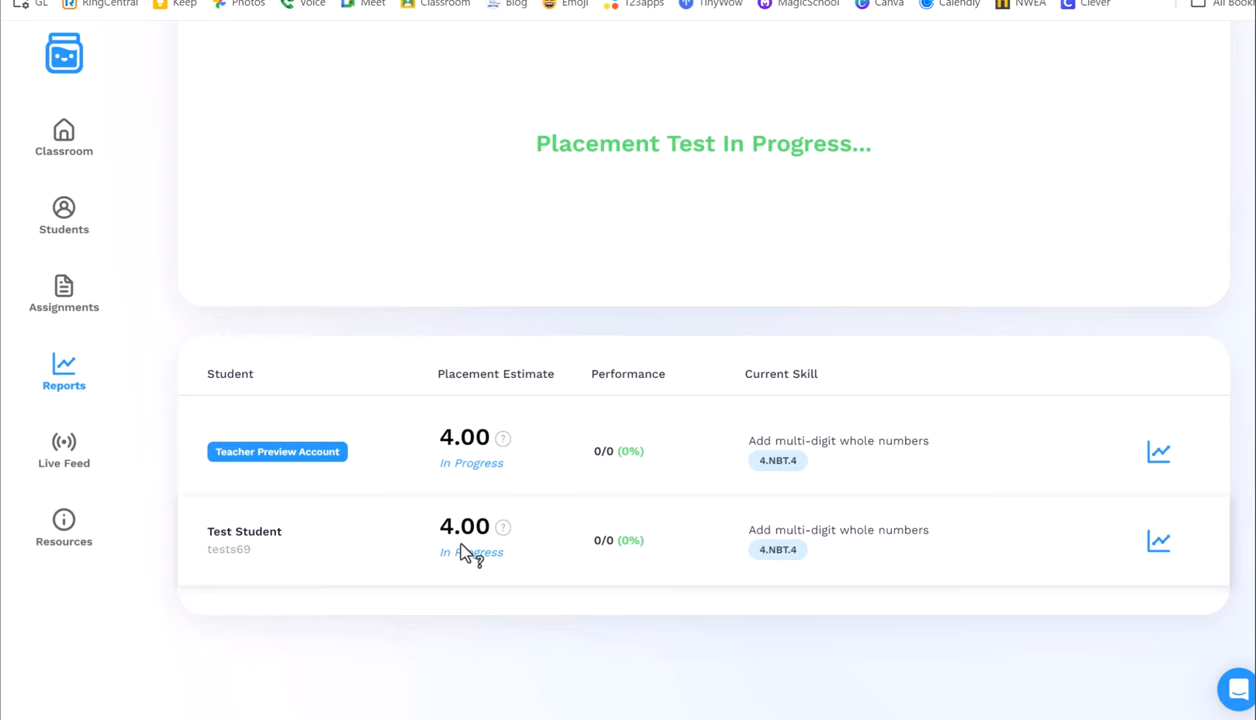 GL RingCentral Keep Photos Voice Meet Classroom Blog Emoji 123apps TinyWow MagicSchool Canva Calendly NWEA Clever All
Classroom
Students
Assignments
Reports
Live Feed
Resources
Placement Test In Progress...
Student Placement Estimate Performance Current Skill
Teacher Preview Account
4.00 ?
In Progress
0/0 (0%)
Add multi-digit whole numbers
4.NBT.4
Test Student
tests69
4.00 ?
In Progress
0/0 (0%)
Add multi-digit whole numbers
4.NBT.4